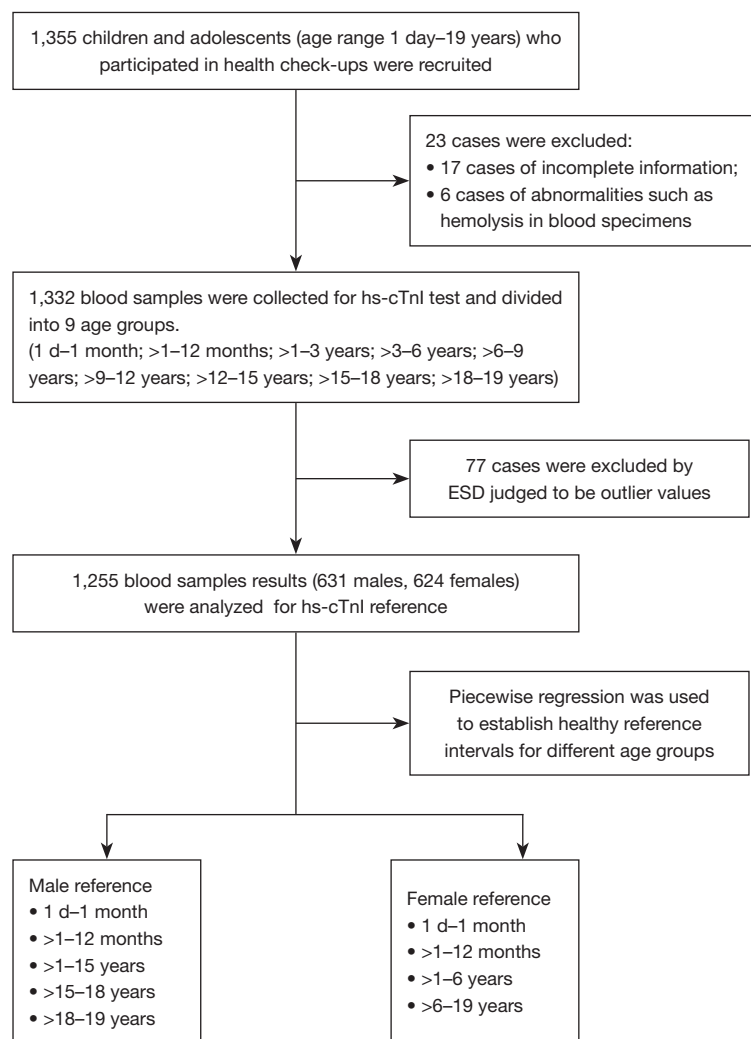 1,355 children and adolescents (age range 1 day–19 years) who
participated in health check-ups were recruited
23 cases were excluded:
• 17 cases of incomplete information;
• 6 cases of abnormalities such as
hemolysis in blood specimens
1,332 blood samples were collected for hs-cTnI test and divided
into 9 age groups.
(1 d–1 month; >1–12 months; >1–3 years; >3–6 years; >6–9
years; >9–12 years; >12–15 years; >15–18 years; >18–19 years)
77 cases were excluded by
ESD judged to be outlier values
1,255 blood samples results (631 males, 624 females)
were analyzed for hs-cTnI reference
Piecewise regression was used
to establish healthy reference
intervals for different age groups
Male reference
• 1 d–1 month
• >1–12 months
• >1–15 years
• >15–18 years
• >18–19 years
Female reference
• 1 d–1 month
• >1–12 months
• >1–6 years
• >6–19 years